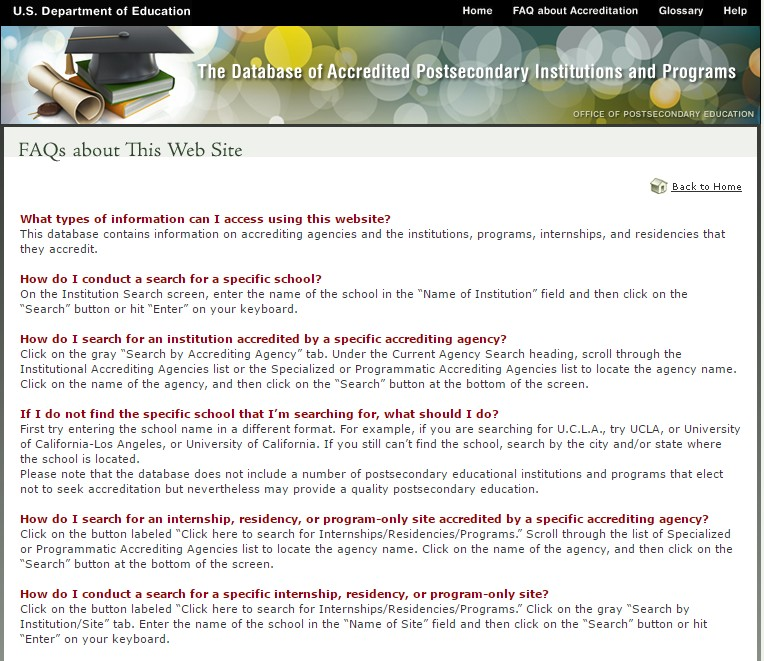 U.S. Department of Education
Home FAQ about Accreditation Glossary Help
The Database of Accredited Postsecondary Institutions and Programs
OFFICE OF POSTSECONDARY EDUCATION
FAQs about This Web Site
Back to Home
What types of information can I access using this website?
This database contains information on accrediting agencies and the institutions, programs, internships, and residencies that
they accredit.
How do I conduct a search for a specific school?
On the Institution Search screen, enter the name of the school in the “Name of Institution” field and then click on the
“Search” button or hit “Enter” on your keyboard.
How do I search for an institution accredited by a specific accrediting agency?
Click on the gray “Search by Accrediting Agency” tab. Under the Current Agency Search heading, scroll through the
Institutional Accrediting Agencies list or the Specialized or Programmatic Accrediting Agencies list to locate the agency name.
Click on the name of the agency, and then click on the “Search” button at the bottom of the screen.
If I do not find the specific school that I’m searching for, what should I do?
First try entering the school name in a different format. For example, if you are searching for U.C.L.A., try UCLA, or University
of California-Los Angeles, or University of California. If you still can’t find the school, search by the city and/or state where
the school is located.
Please note that the database does not include a number of postsecondary educational institutions and programs that elect
not to seek accreditation but nevertheless may provide a quality postsecondary education.
How do I search for an internship, residency, or program-only site accredited by a specific accrediting agency?
Click on the button labeled “Click here to search for Internships/Residencies/Programs.” Scroll through the list of Specialized
or Programmatic Accrediting Agencies list to locate the agency name. Click on the name of the agency, and then click on the
“Search” button at the bottom of the screen.
How do I conduct a search for a specific internship, residency, or program-only site?
Click on the button labeled “Click here to search for Internships/Residencies/Programs.” Click on the gray “Search by
Institution/Site” tab. Enter the name of the school in the “Name of Site” field and then click on the “Search” button or hit
“Enter” on your keyboard.